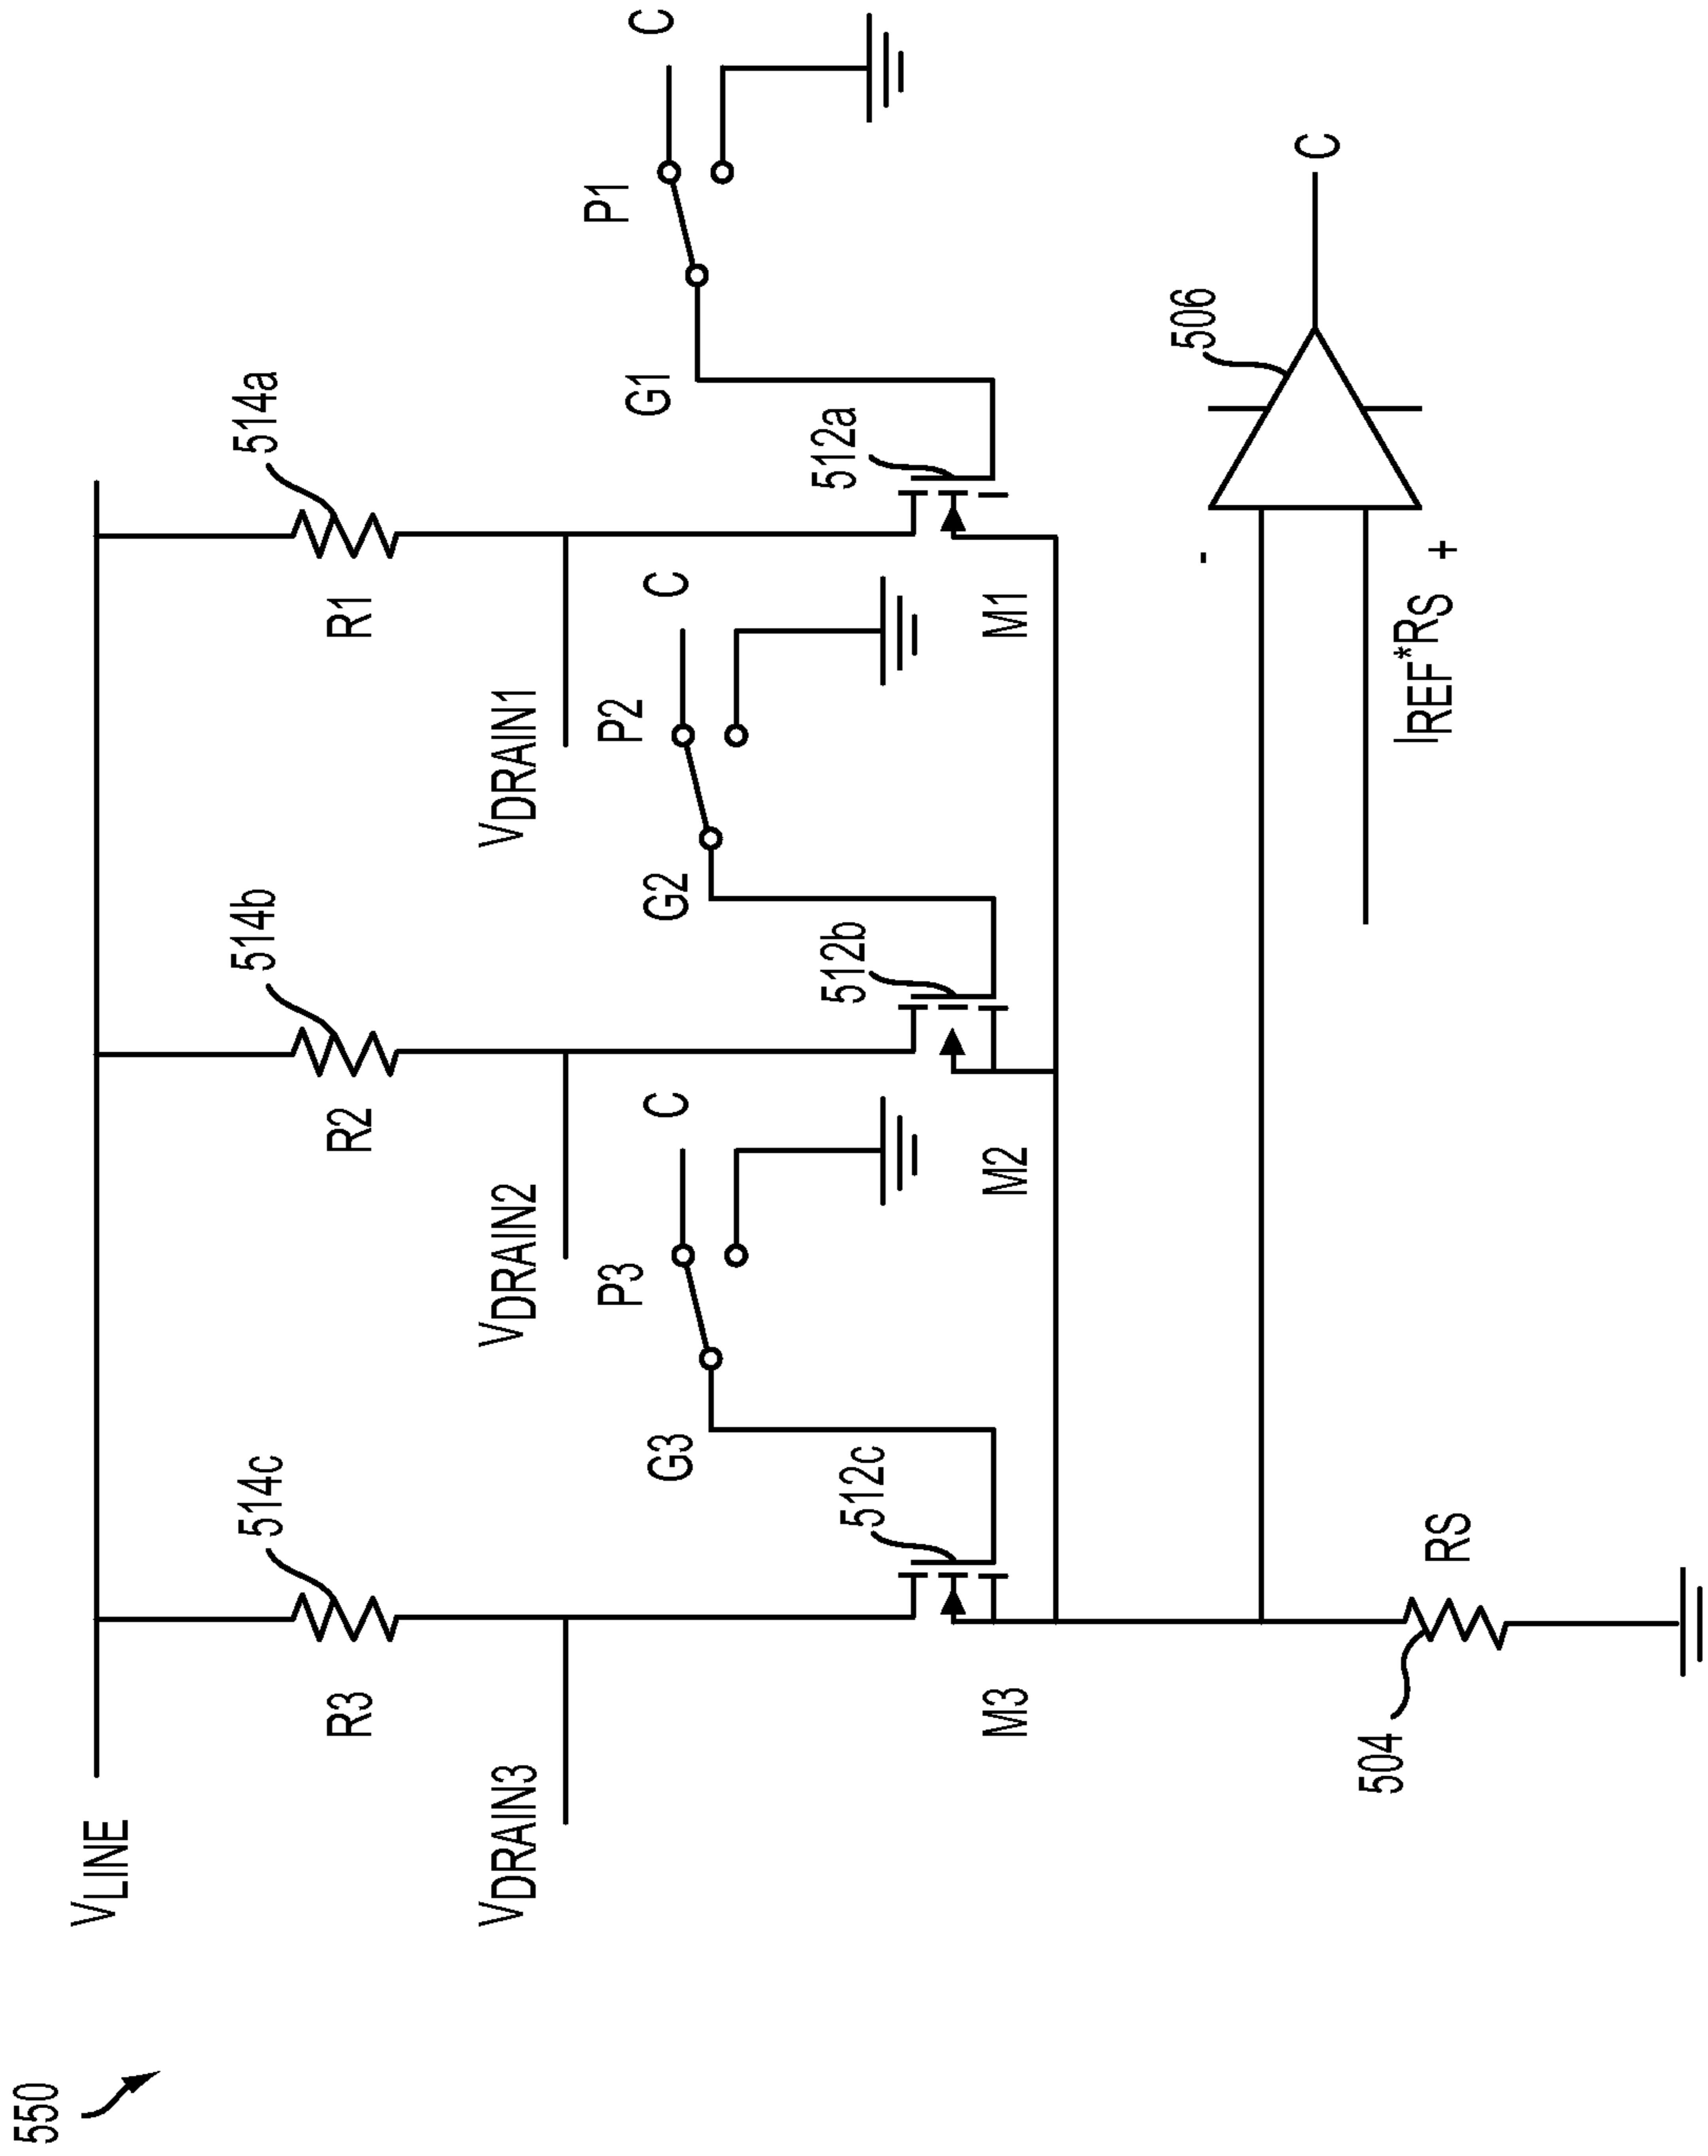 550
VLINE
514c
514b
514a
R3
R2
R1
VDRAIN3
VDRAIN2
VDRAIN1
P3
C
P2
C
P1
C
G3
G2
G1
512c
512b
512a
M3
M2
M1
506
C
-
+
IREF*RS
504
RS